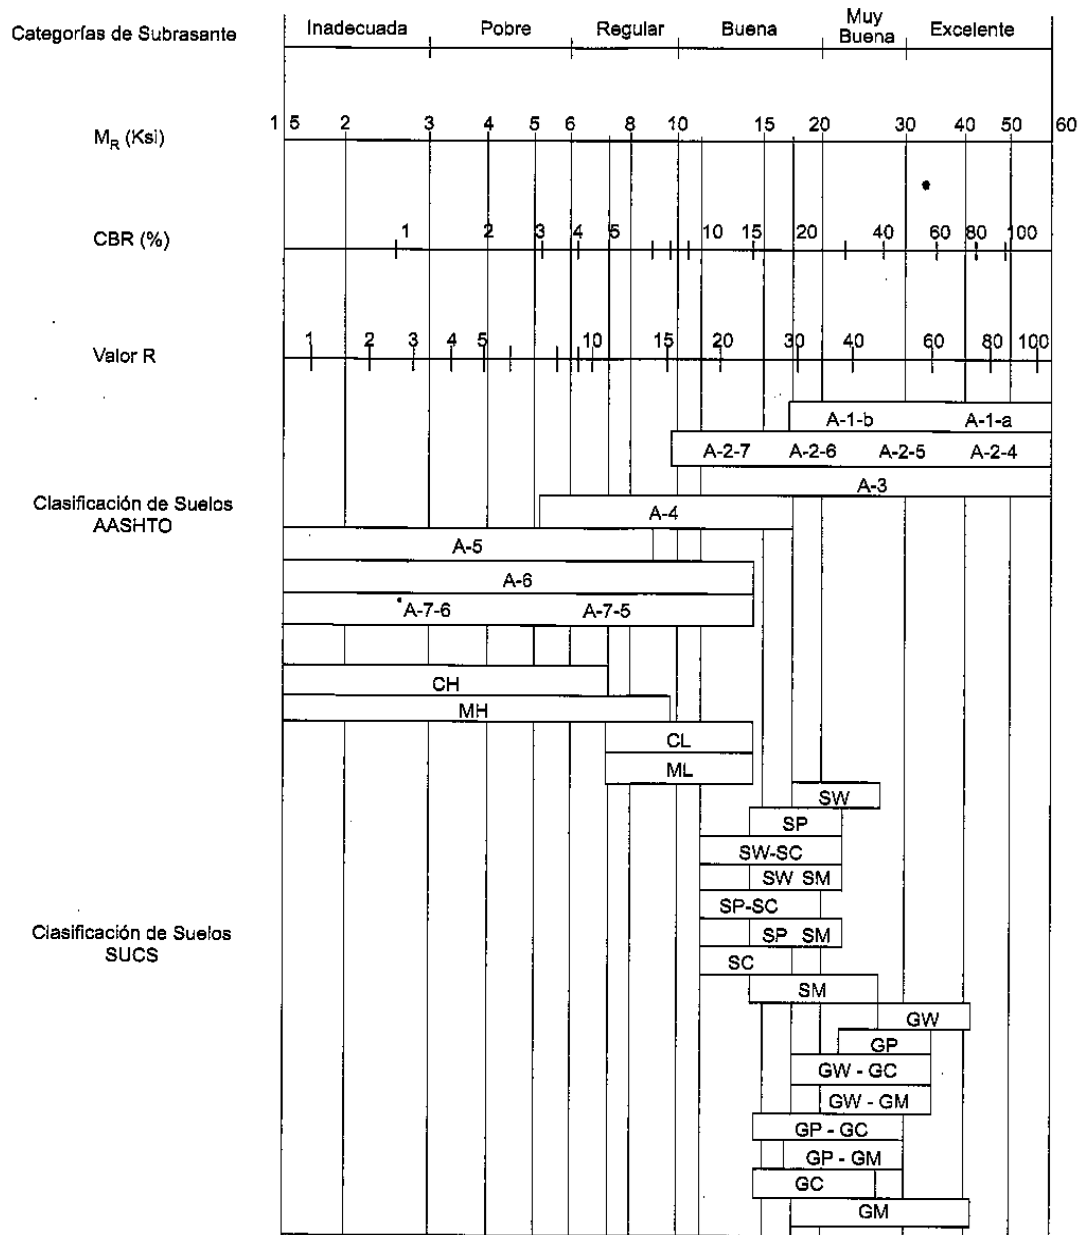 Categorías de Subrasante
Inadecuada Pobre Regular Buena Muy Buena Excelente
M_R (Ksi)
1 5 2 3 4 5 6 8 10 15 20 30 40 50 60
CBR (%)
1 2 3 4 5 10 15 20 40 60 80 100
Valor R
1 2 3 4 5 10 15 20 30 40 60 80 100
Clasificación de Suelos
AASHTO
A-1-b A-1-a
A-2-7 A-2-6 A-2-5 A-2-4
A-3
A-4
A-5
A-6
A-7-6 A-7-5
Clasificación de Suelos
SUCS
CH
MH
CL
ML
SW
SP
SW-SC
SW SM
SP-SC
SP SM
SC
SM
GW
GP
GW - GC
GW - GM
GP - GC
GP - GM
GC
GM